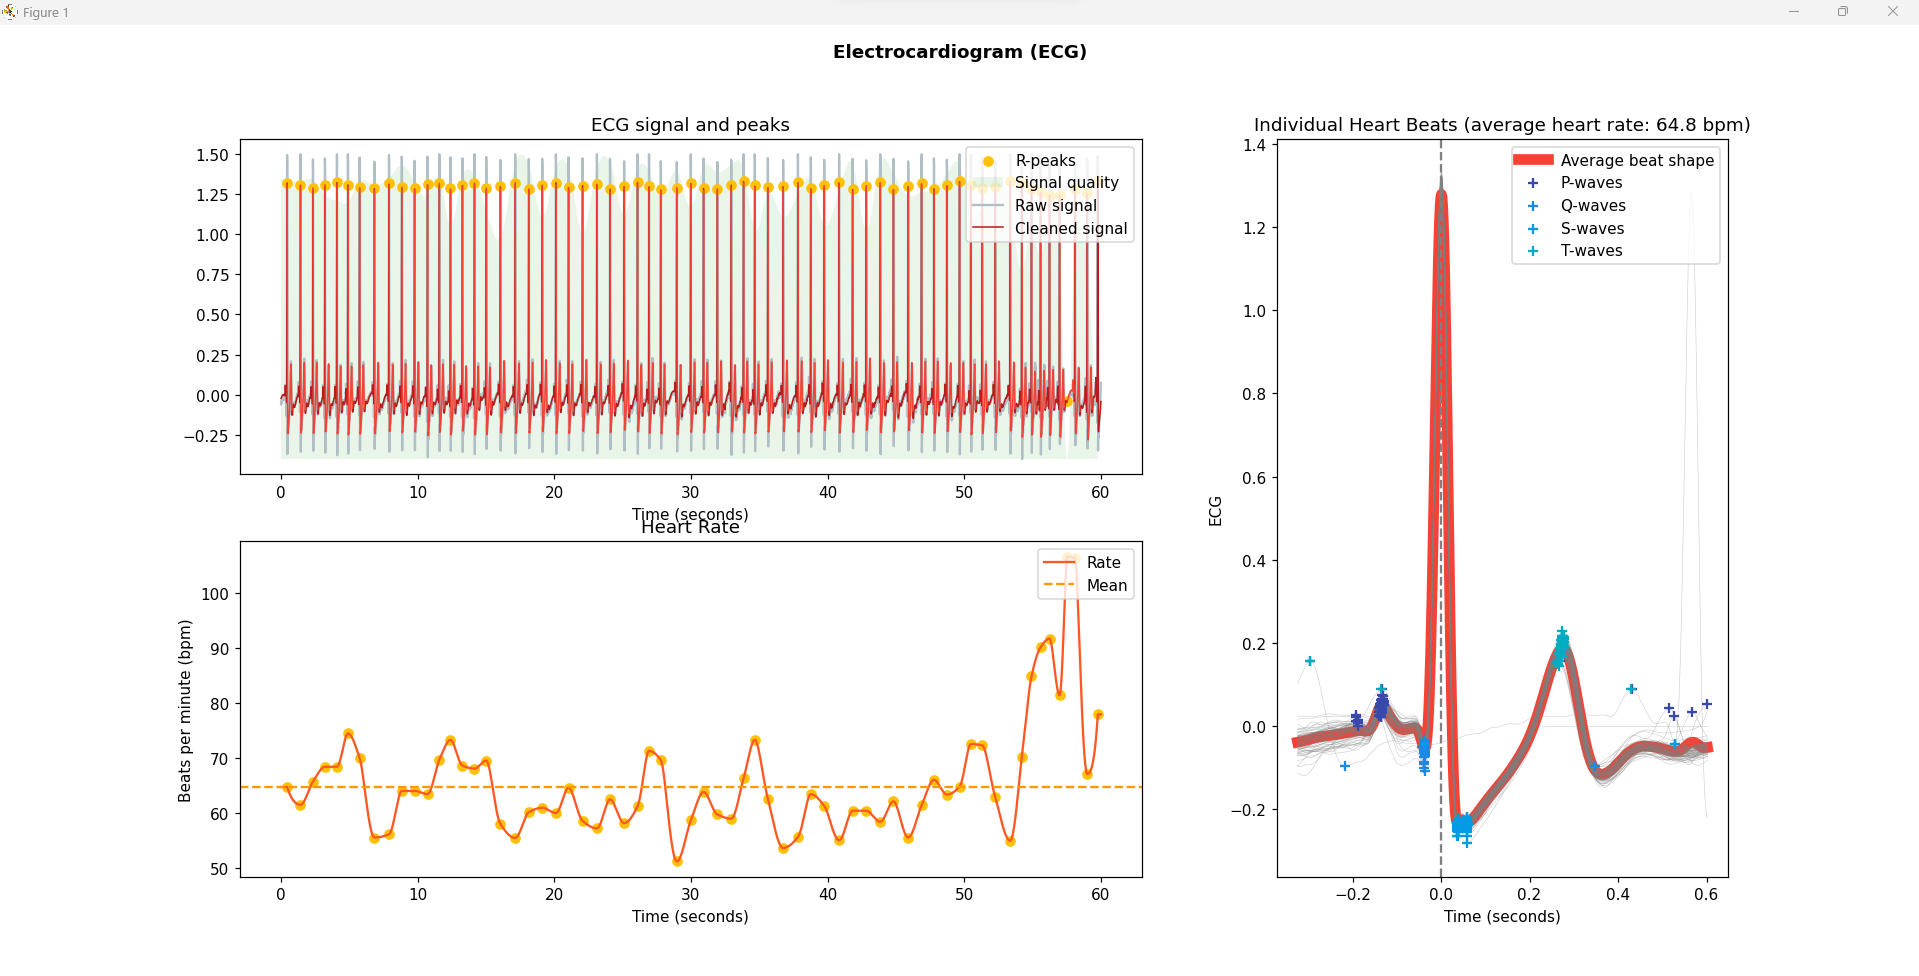 Figure 1
Electrocardiogram (ECG)
ECG signal and peaks
1.50
1.25
1.00
0.75
0.50
0.25
0.00
−0.25
R-peaks
Signal quality
Raw signal
Cleaned signal
0 10 20 30 40 50 60
Time (seconds)
Heart Rate
Beats per minute (bpm)
100
90
80
70
60
50
Rate
Mean
0 10 20 30 40 50 60
Time (seconds)
Individual Heart Beats (average heart rate: 64.8 bpm)
ECG
1.4
1.2
1.0
0.8
0.6
0.4
0.2
0.0
−0.2
Average beat shape
P-waves
Q-waves
S-waves
T-waves
−0.2 0.0 0.2 0.4 0.6
Time (seconds)